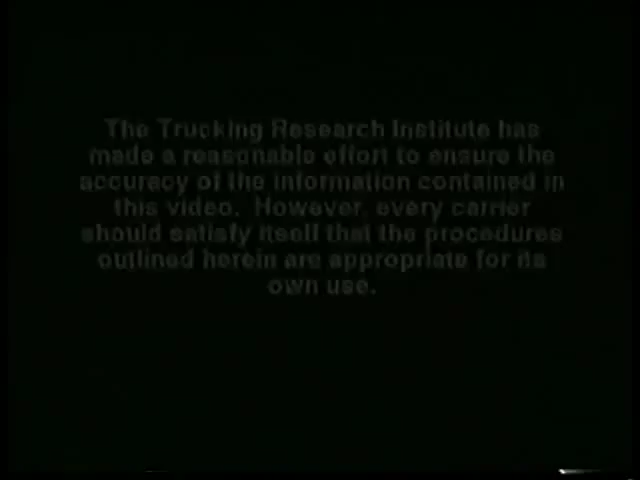 The Trucking Research Institute has
made a reasonable effort to ensure the
accuracy of the information contained in
this video. However, every carrier
should satisfy itself that the procedures
outlined herein are appropriate for its
own use.